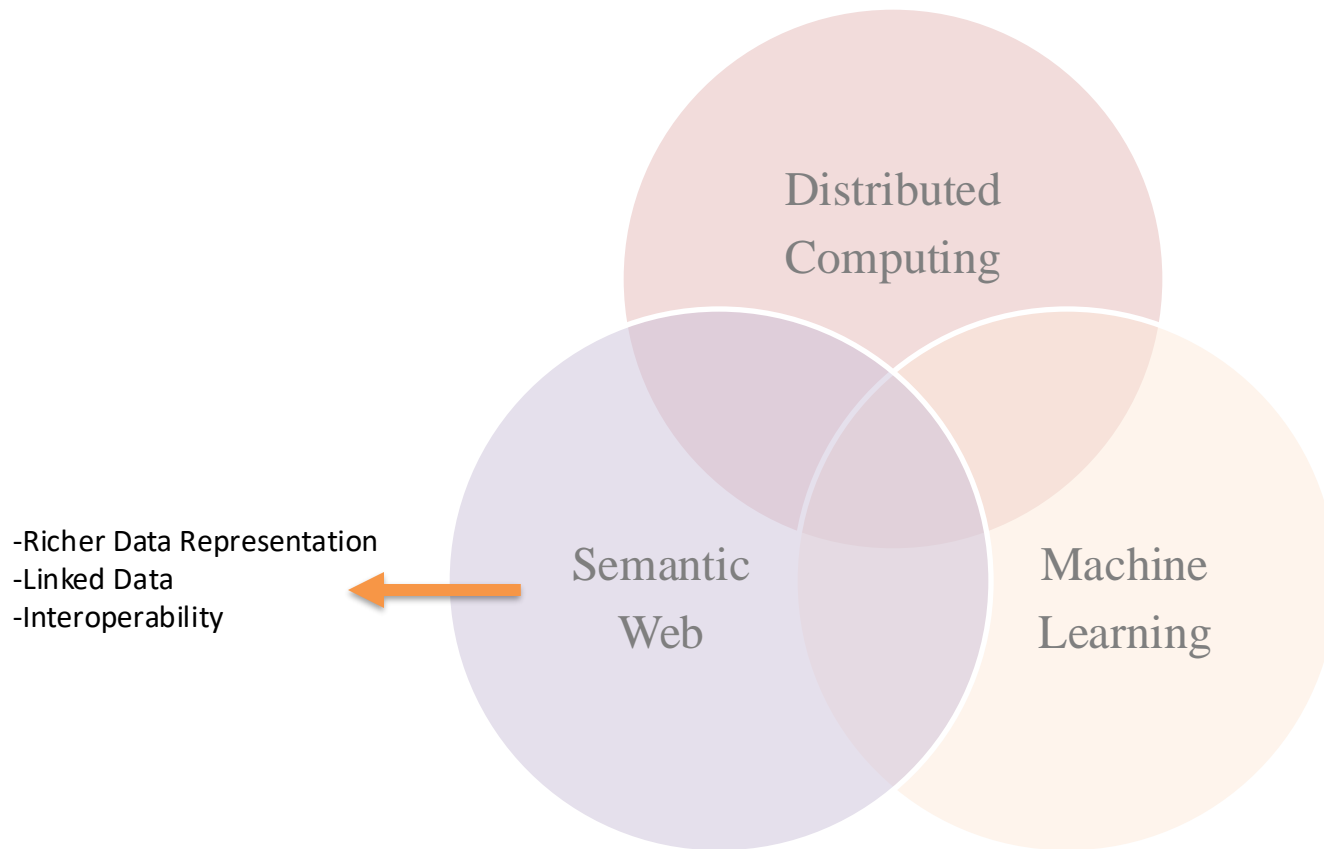 Distributed
Computing
-Richer Data Representation
-Linked Data
-Interoperability
Semantic
Web
Machine
Learning